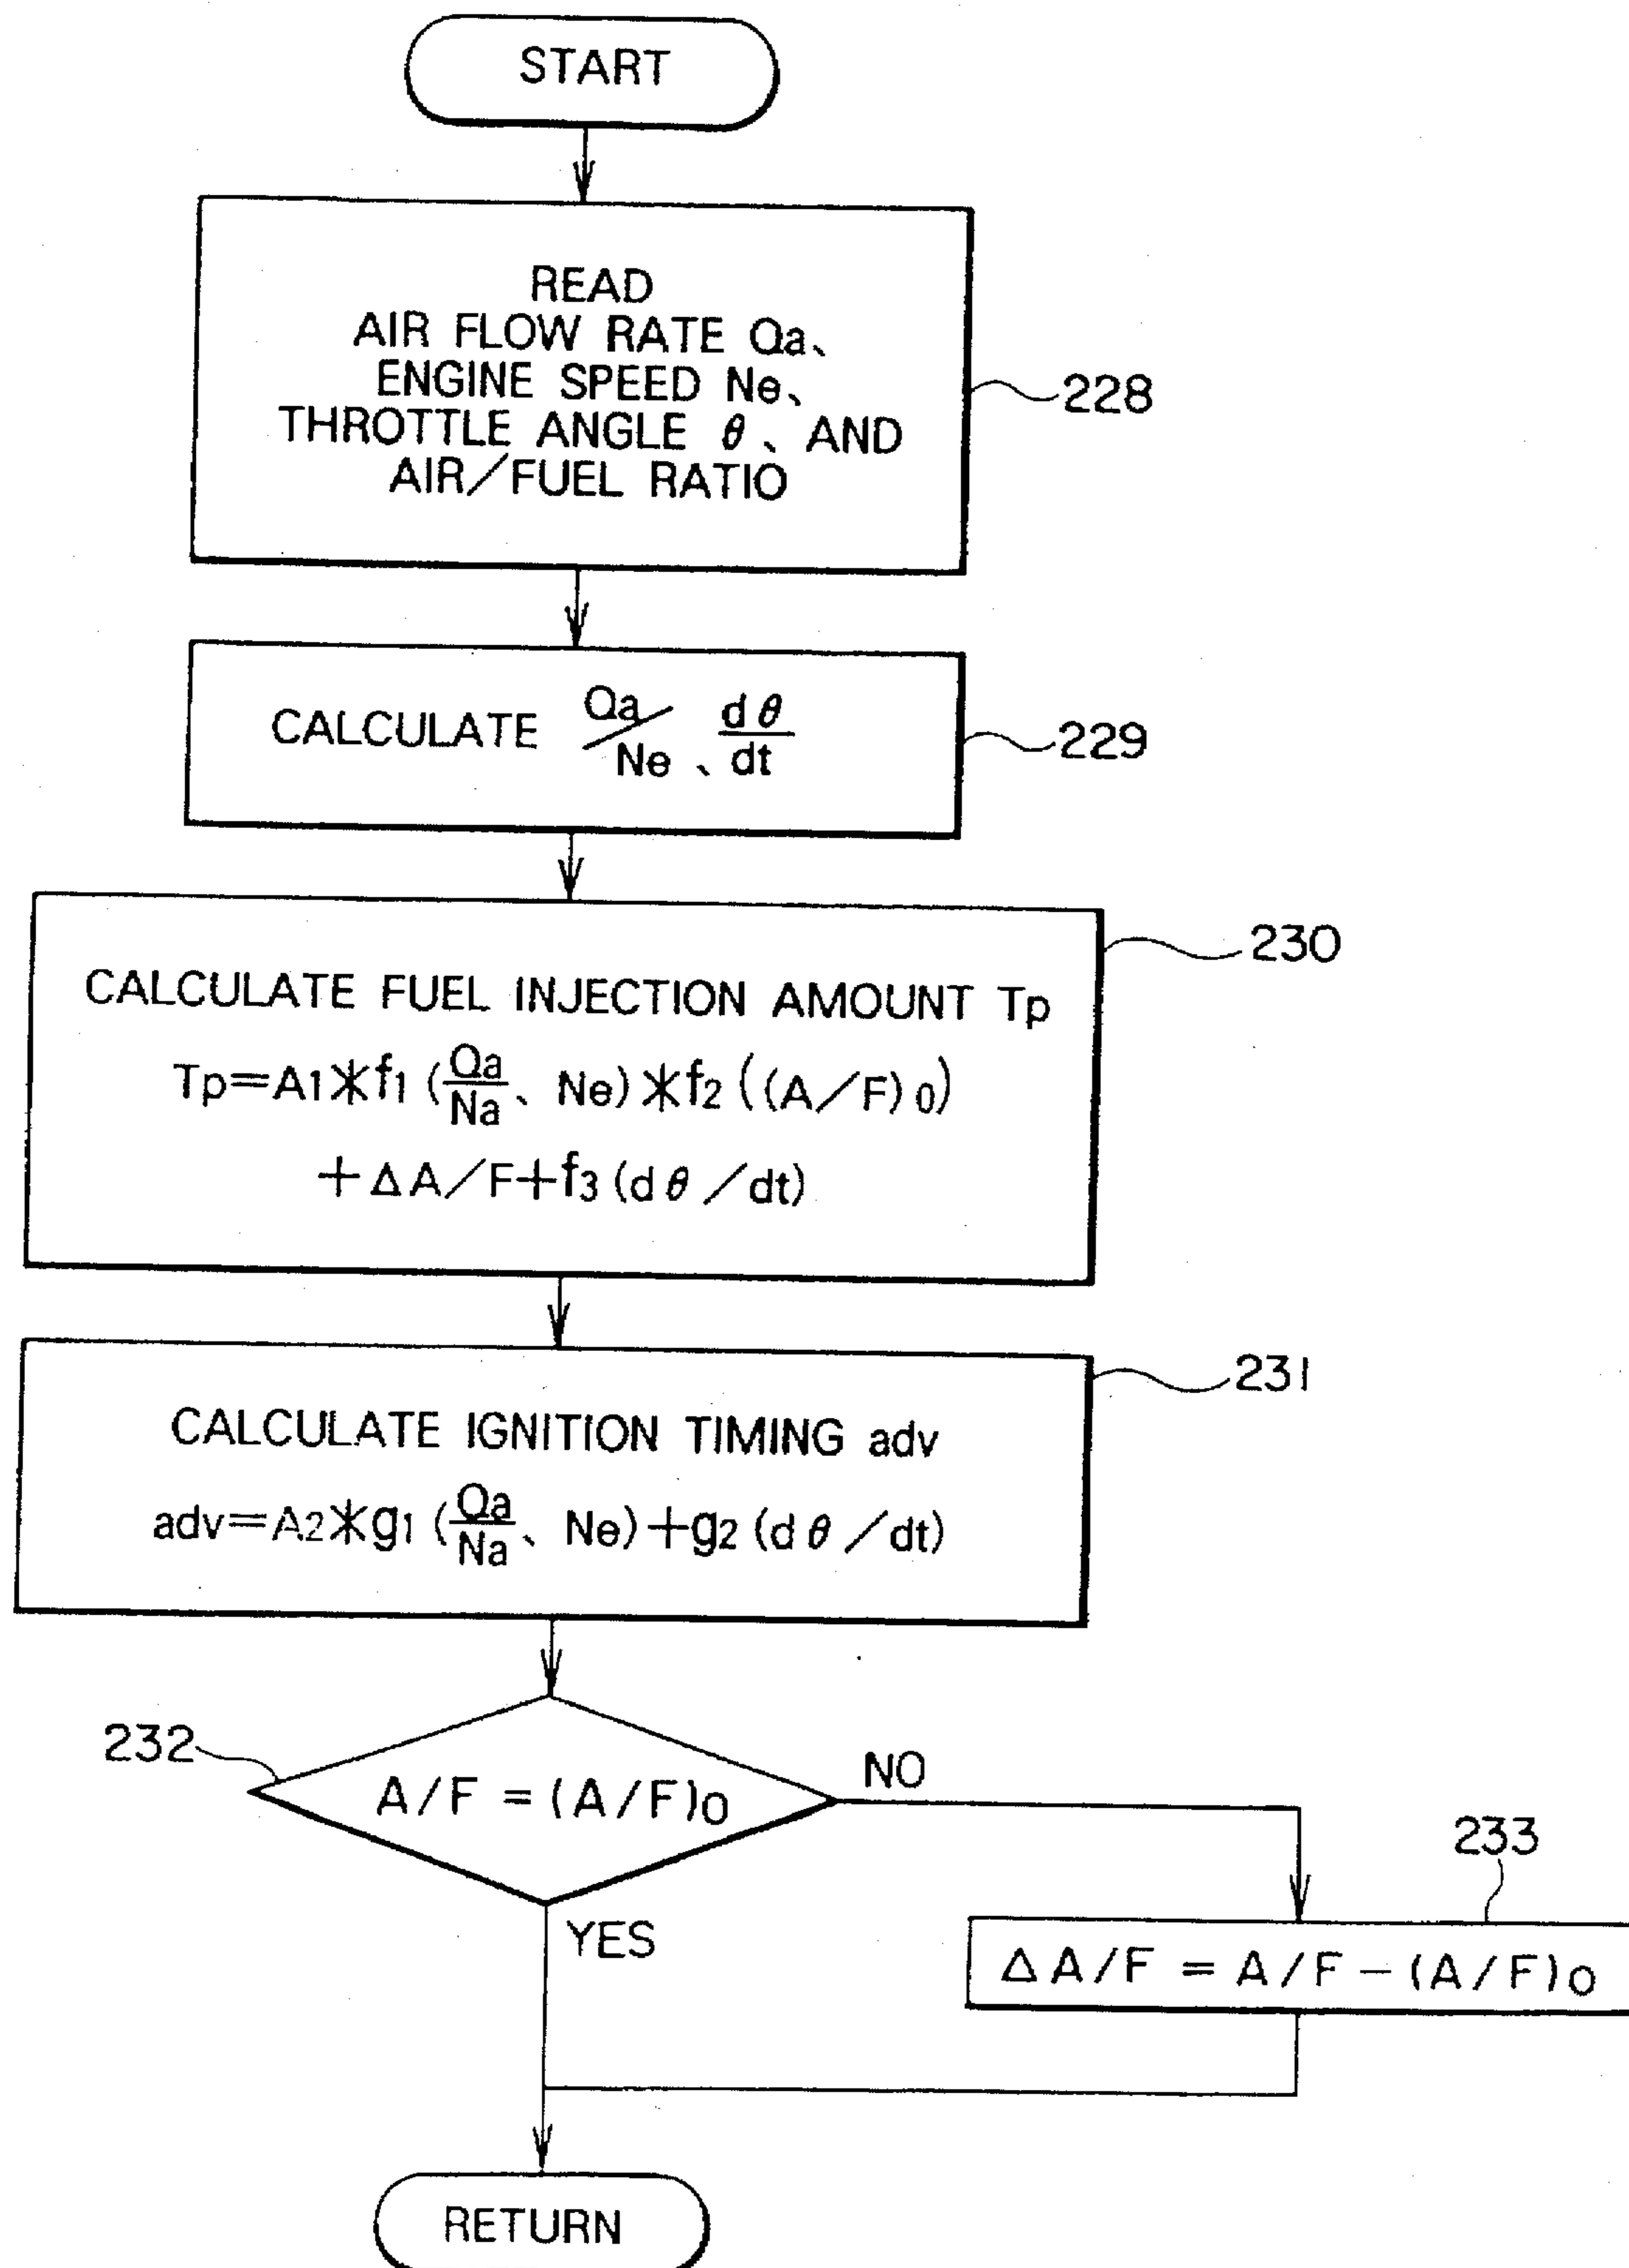 START
READ
AIR FLOW RATE Qa、
ENGINE SPEED Ne、
THROTTLE ANGLE θ、AND
AIR/FUEL RATIO
228
CALCULATE Qa/Ne、dθ/dt
229
230
CALCULATE FUEL INJECTION AMOUNT Tp
Tp=A1*f1(Qa/Na、Ne)*f2((A/F)0)
+ΔA/F+f3(dθ/dt)
231
CALCULATE IGNITION TIMING adv
adv=A2*g1(Qa/Na、Ne)+g2(dθ/dt)
232
A/F = (A/F)0
NO
YES
233
ΔA/F = A/F-(A/F)0
RETURN